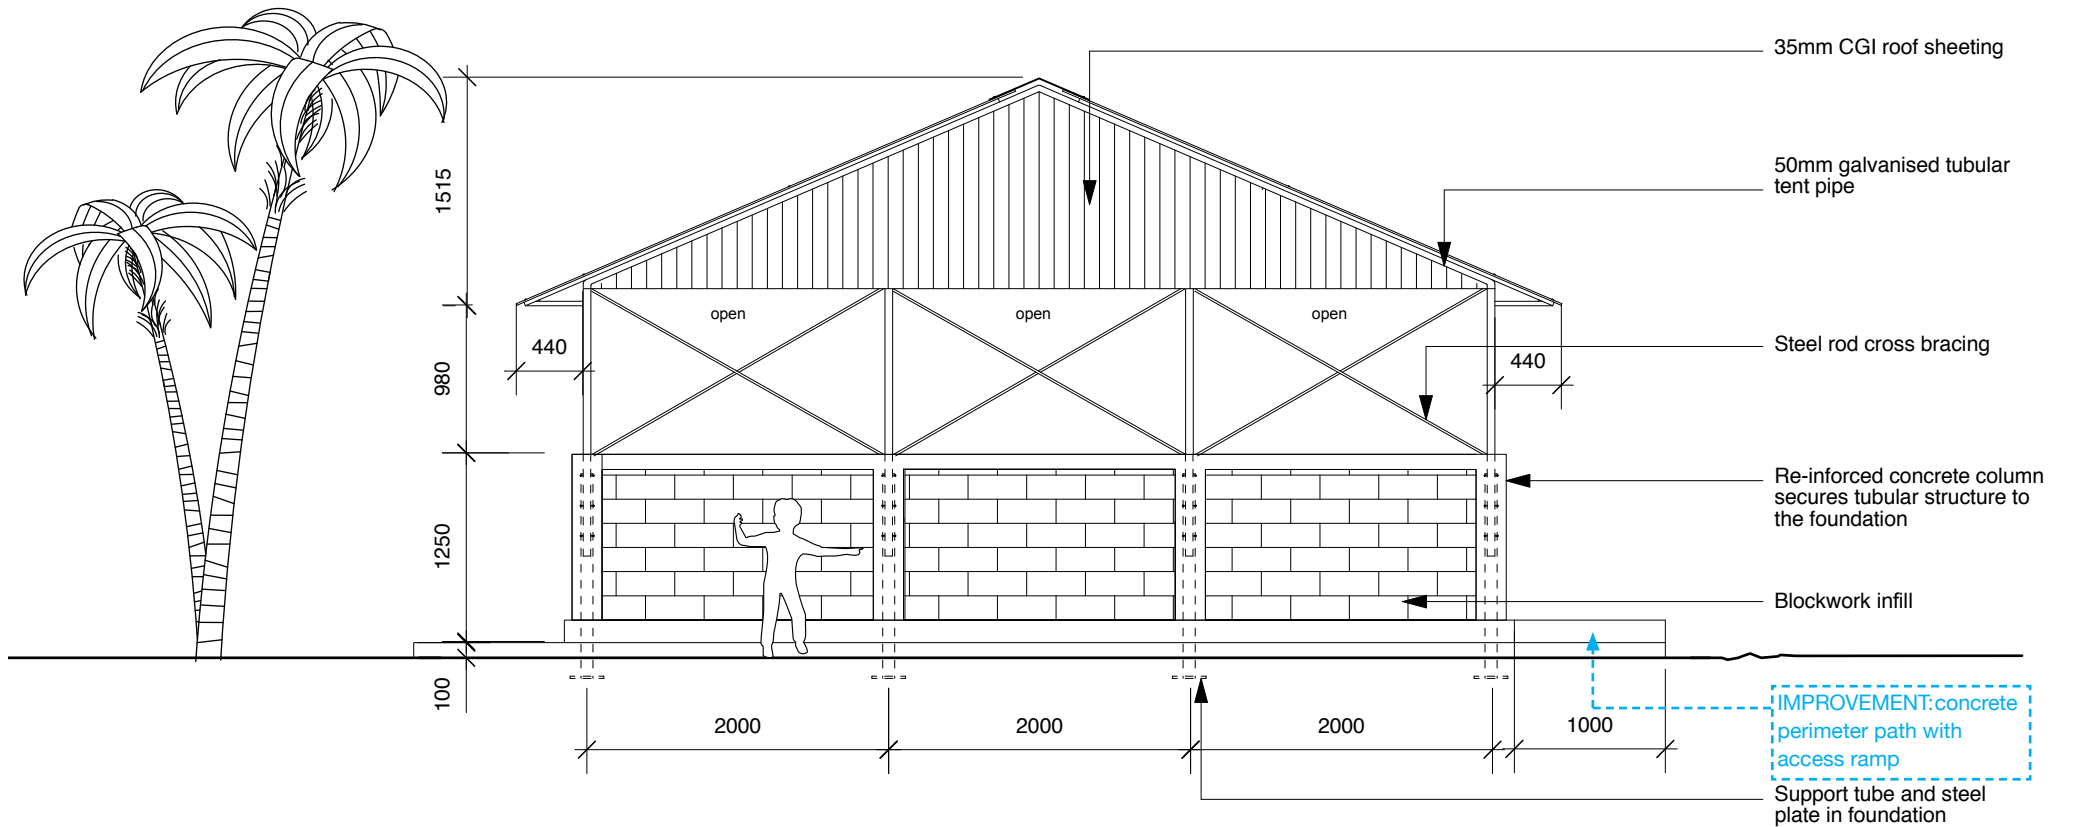 35mm CGI roof sheeting
50mm galvanised tubular
tent pipe
1515
open
open
open
Steel rod cross bracing
440
440
980
Re-inforced concrete column
secures tubular structure to
the foundation
1250
Blockwork infill
100
2000
2000
2000
1000
IMPROVEMENT:concrete
perimeter path with
access ramp
Support tube and steel
plate in foundation